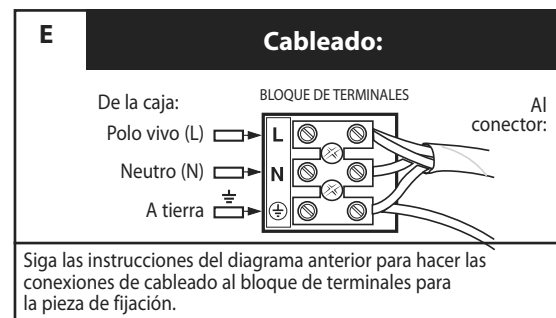 E
Cableado:
De la caja:
BLOQUE DE TERMINALES
Al
conector:
Polo vivo (L)
L
Neutro (N)
N
A tierra
Siga las instrucciones del diagrama anterior para hacer las
conexiones de cableado al bloque de terminales para
la pieza de fijación.